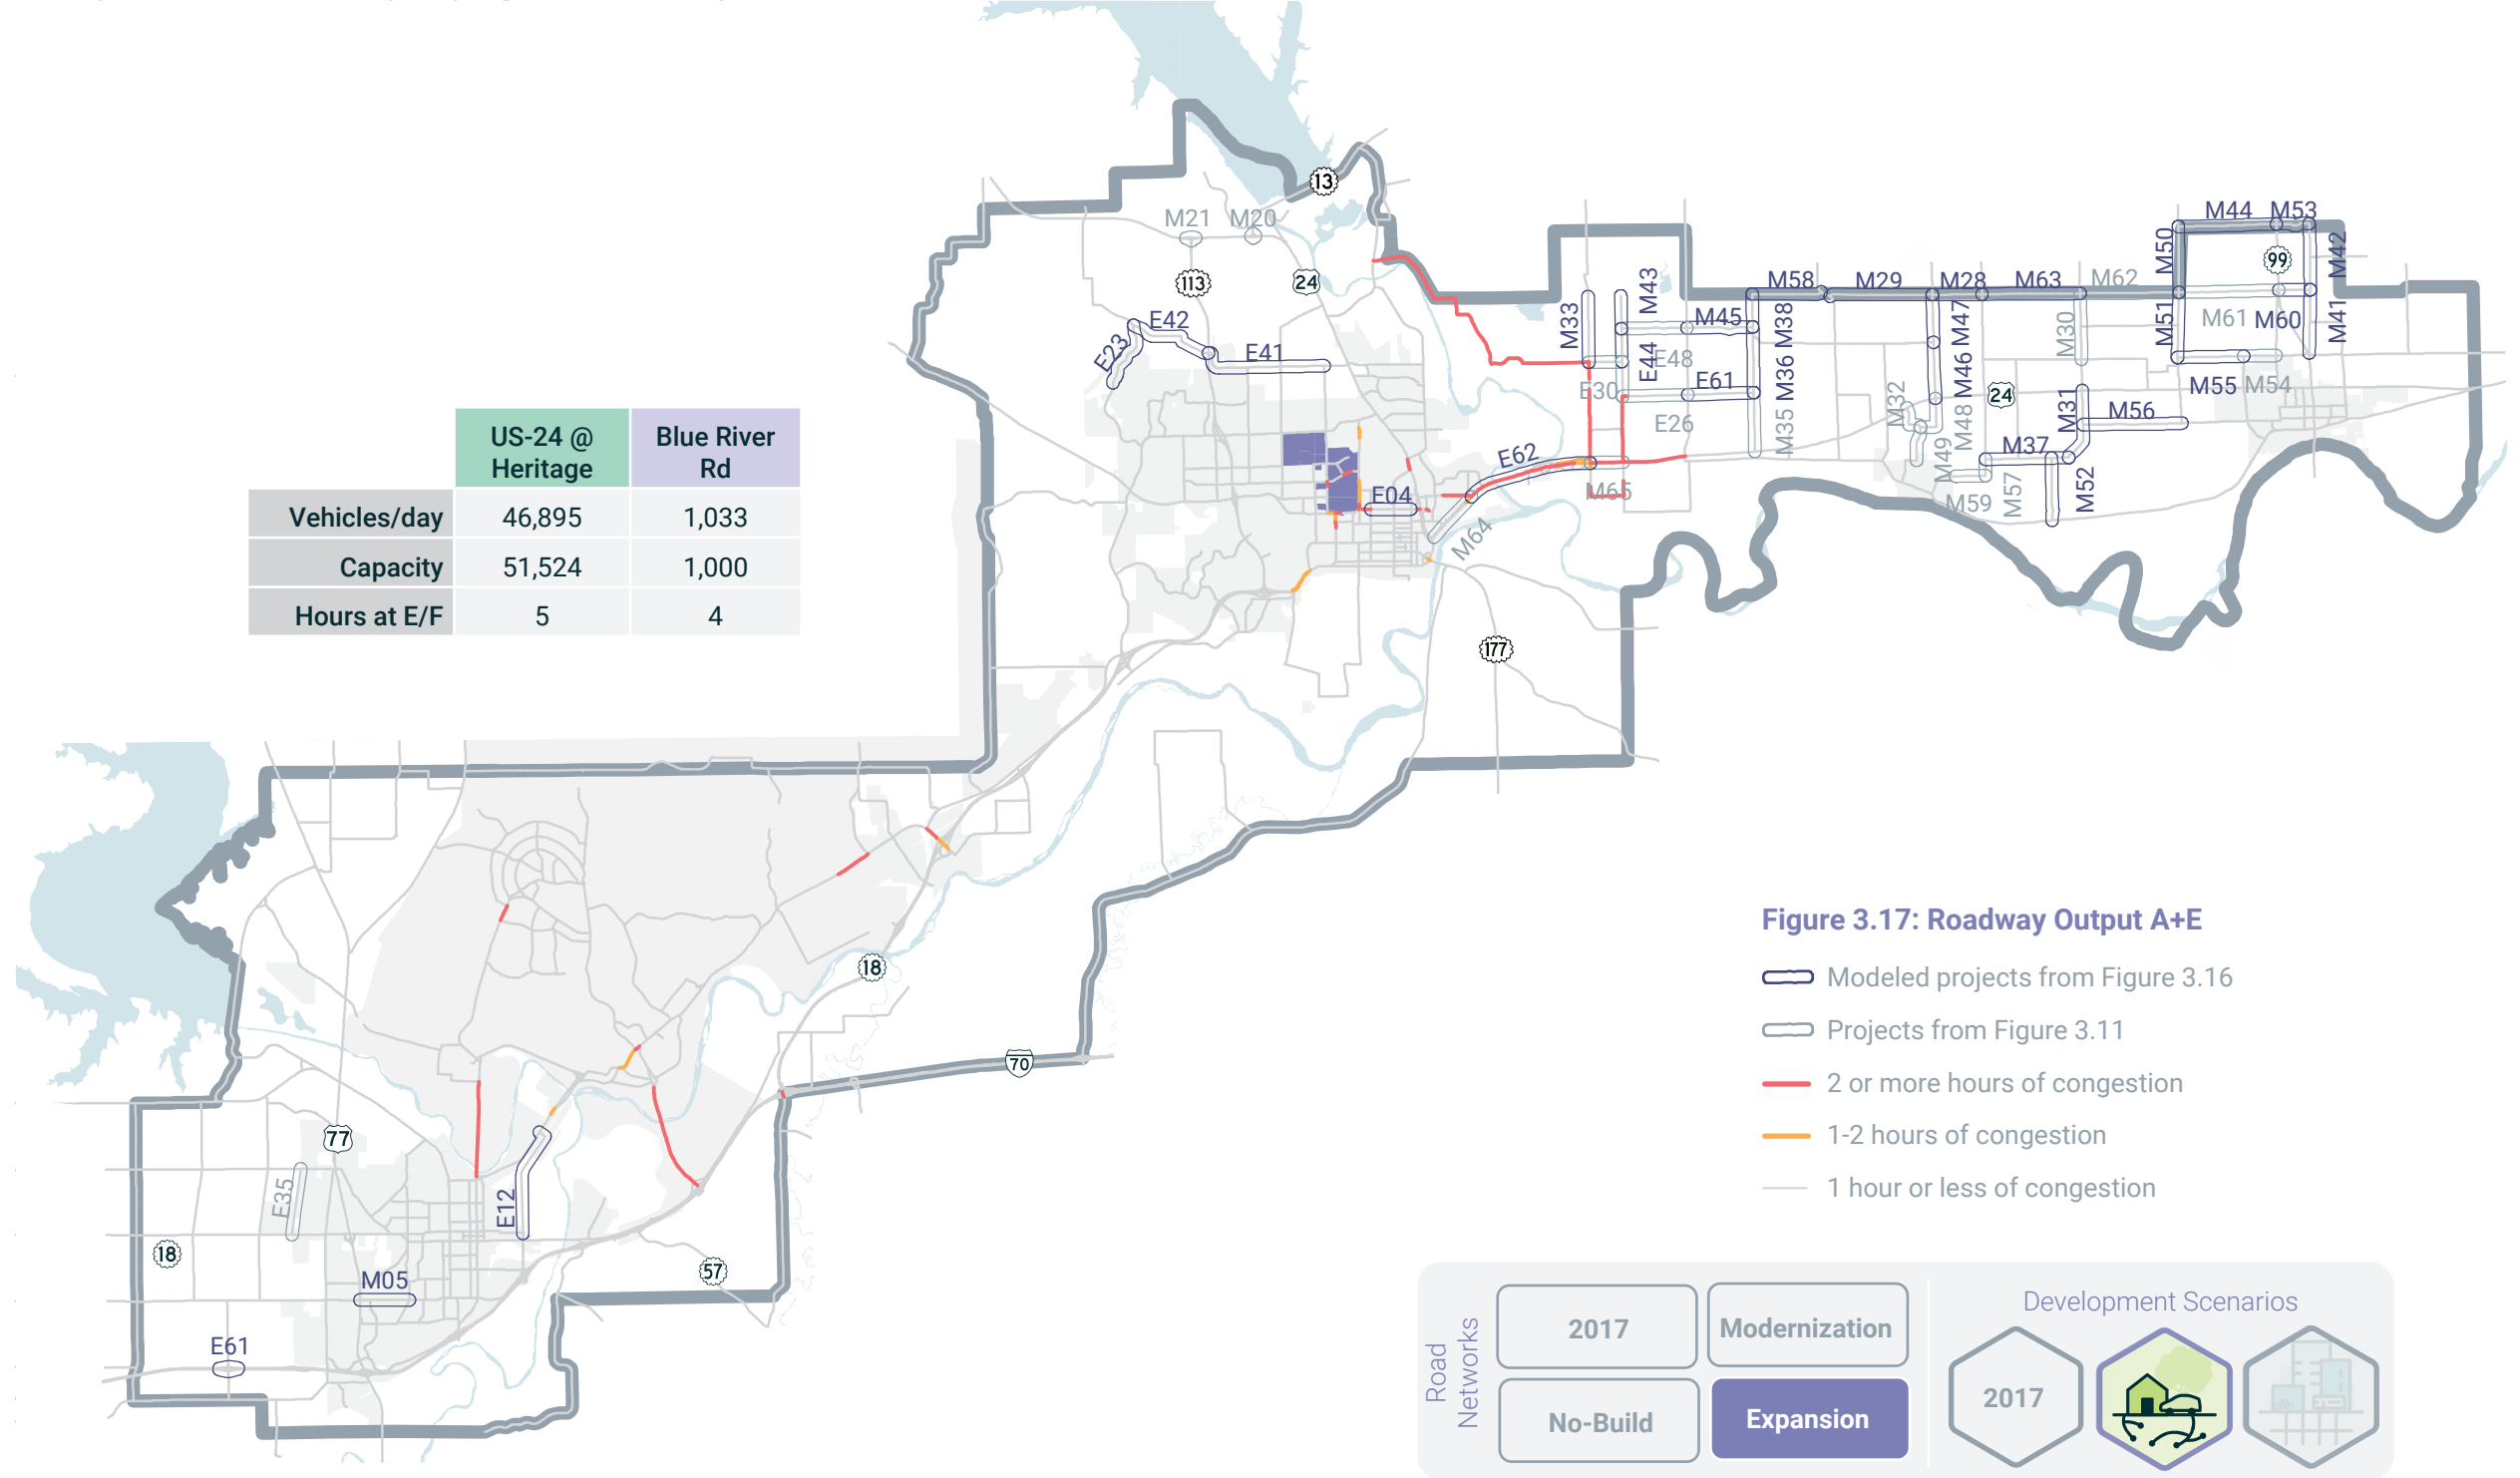 13
M21
M20
113
24
M44
M53
M50
M42
99
M58
M29
M28
M63
M62
M43
M33
M45
M38
M47
M30
M51
M61
M60
M41
E42
E23
E41
E44
E48
M36
M46
E30
E61
E26
M35
M32
M48
24
M31
M55
M54
M56
M37
M49
M59
M57
M52
E62
E04
M65
M64
177
US-24 @ Heritage
Blue River Rd
Vehicles/day 46,895 1,033
Capacity 51,524 1,000
Hours at E/F 5 4
18
70
77
E35
E12
18
57
M05
E61
Figure 3.17: Roadway Output A+E
Modeled projects from Figure 3.16
Projects from Figure 3.11
2 or more hours of congestion
1-2 hours of congestion
1 hour or less of congestion
Road Networks
2017
Modernization
No-Build
Expansion
Development Scenarios
2017